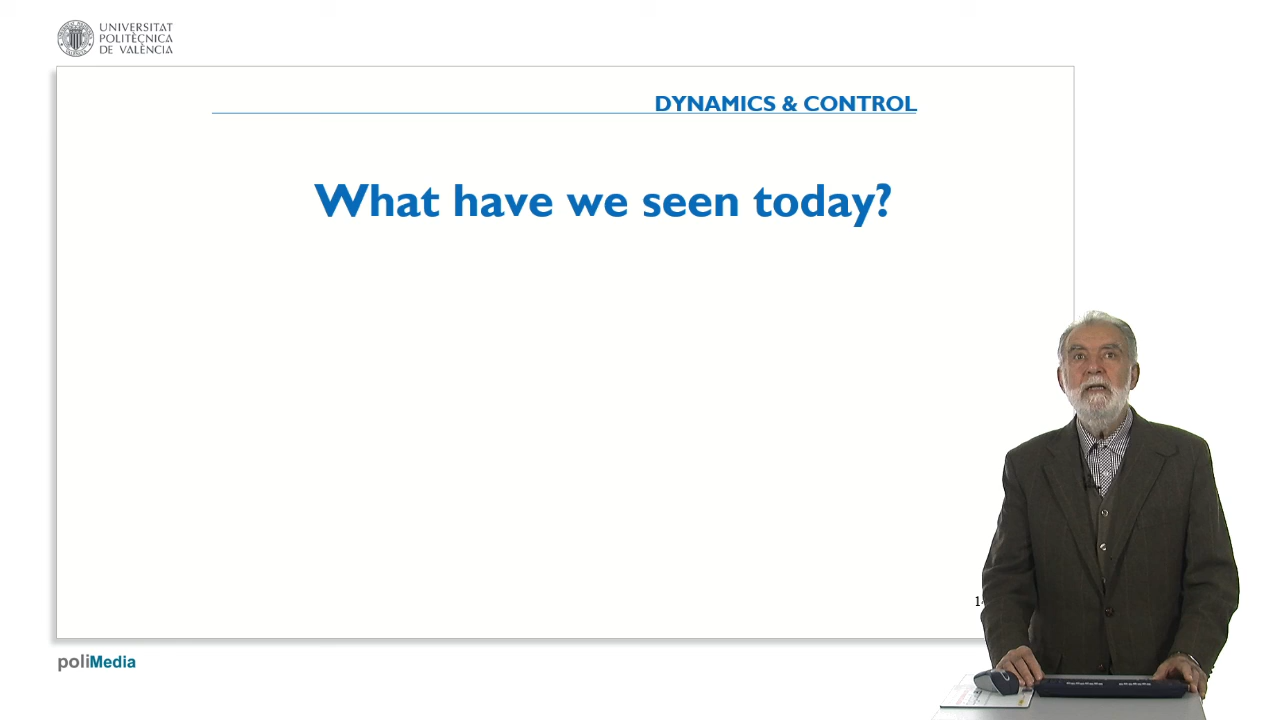 UNIVERSITAT
POLITÈCNICA
DE VALÈNCIA
DYNAMICS & CONTROL
What have we seen today?
poliMedia